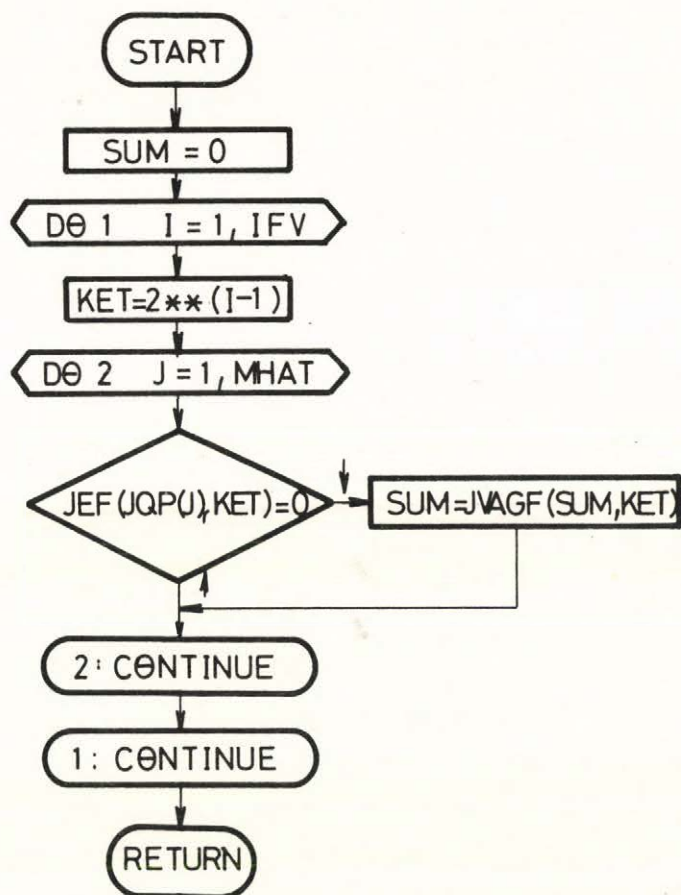 START
SUM = 0
DΘ 1 I = 1, IFV
KET=2**(I-1)
DΘ 2 J = 1, MHAT
JEF(JQP(J),KET)=0
SUM=JVAGF(SUM,KET)
2: CΘNTINUE
1: CΘNTINUE
RETURN